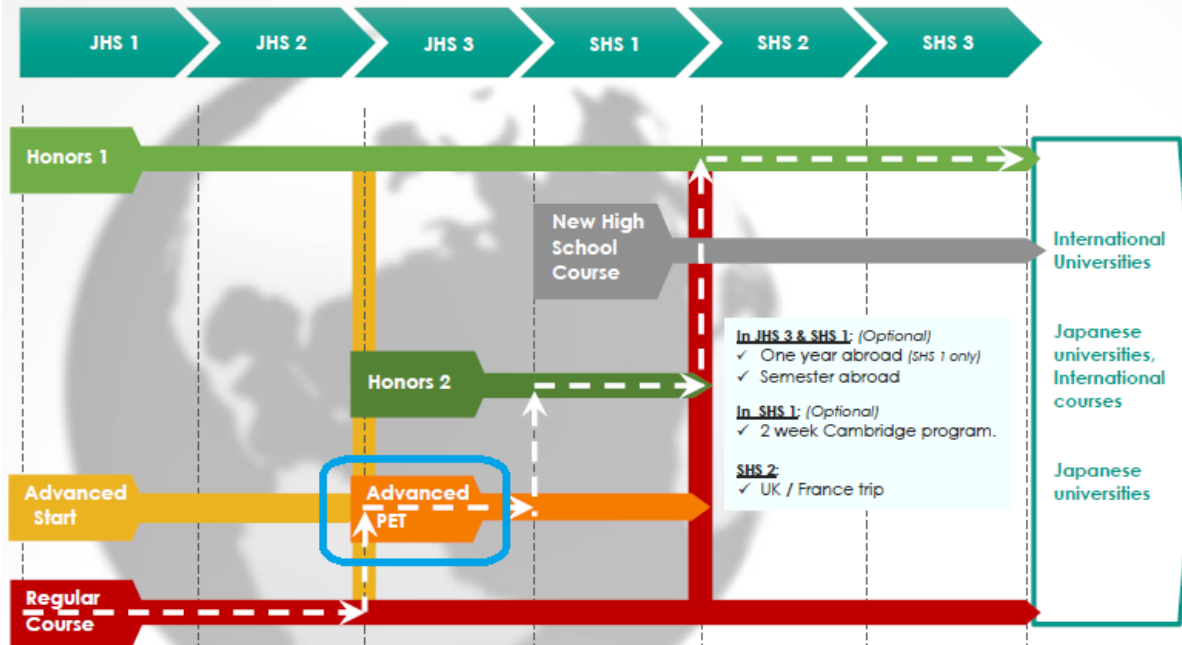 JHS 1
JHS 2
JHS 3
SHS 1
SHS 2
SHS 3
Honors 1
New High
School
Course
International
Universities
In JHS 3 & SHS 1: (Optional)
✓ One year abroad (SHS 1 only)
✓ Semester abroad
In SHS 1: (Optional)
✓ 2 week Cambridge program.
SHS 2:
✓ UK / France trip
Japanese
universities,
International
courses
Honors 2
Advanced
Start
Advanced
PET
Japanese
universities
Regular
Course